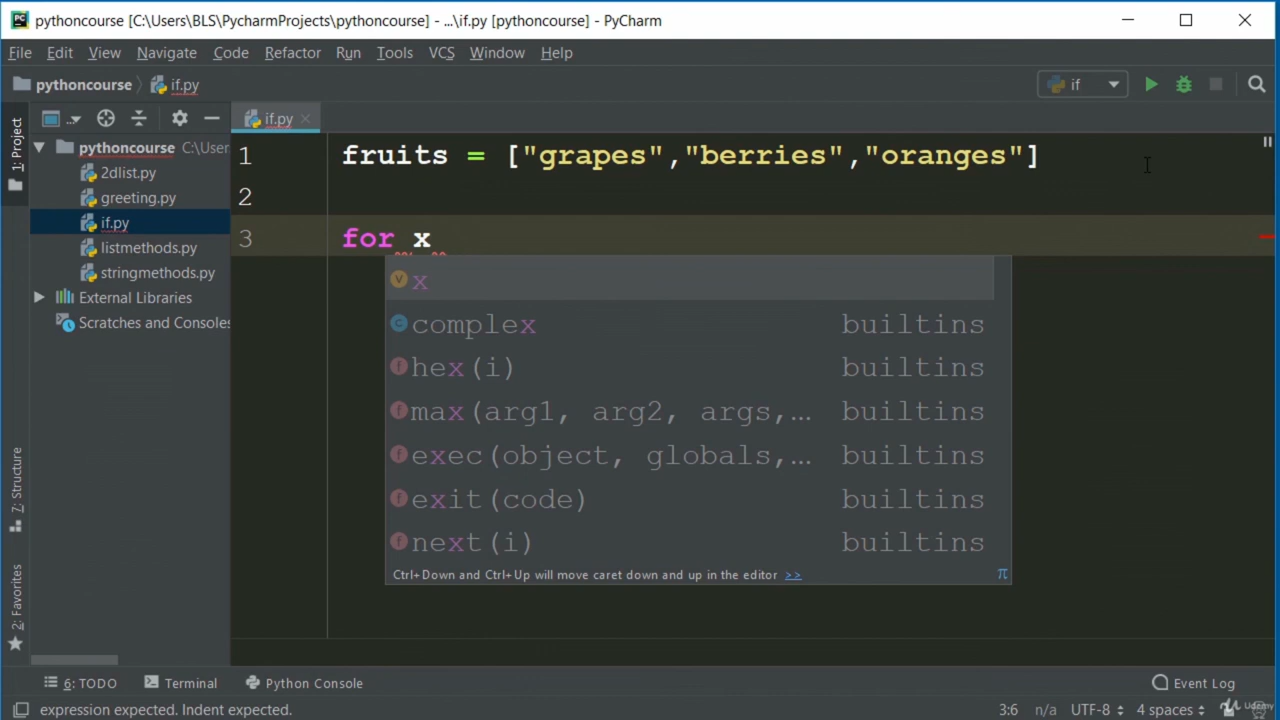 pythoncourse [C:\Users\BLS\PycharmProjects\pythoncourse] - ...\if.py [pythoncourse] - PyCharm
File Edit View Navigate Code Refactor Run Tools VCS Window Help
pythoncourse if.py
if
1: Project
7: Structure
2: Favorites
pythoncourse C:\User
2dlist.py
greeting.py
if.py
listmethods.py
stringmethods.py
External Libraries
Scratches and Consoles
if.py
1 fruits = ["grapes","berries","oranges"]
2
3 for x
x
complex builtins
hex(i) builtins
max(arg1, arg2, args,... builtins
exec(object, globals,... builtins
exit(code) builtins
next(i) builtins
Ctrl+Down and Ctrl+Up will move caret down and up in the editor >>
π
6: TODO Terminal Python Console Event Log
expression expected. Indent expected. 3:6 n/a UTF-8 4 spaces
Udemy